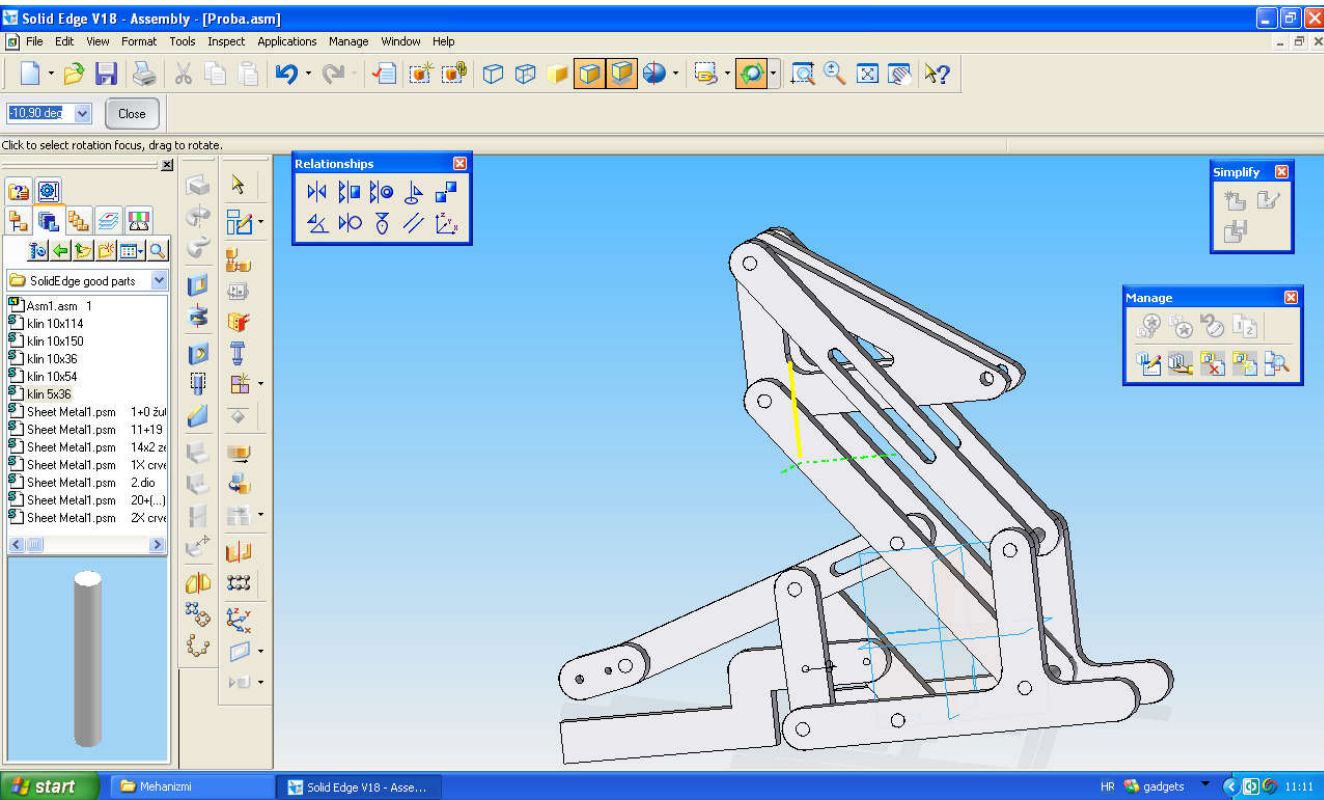 Solid Edge V18 - Assembly - [Proba.asm]
File Edit View Format Tools Inspect Applications Manage Window Help
-10,90 deg
Close
Click to select rotation focus, drag to rotate.
Relationships
Simplify
Manage
SolidEdge good parts
Asm1.asm 1
klin 10x114
klin 10x150
klin 10x36
klin 10x54
klin 5x36
Sheet Metal1.psm 1+0 žul
Sheet Metal1.psm 11+19
Sheet Metal1.psm 14x2 ze
Sheet Metal1.psm 1X crve
Sheet Metal1.psm 2.dio
Sheet Metal1.psm 20+(...)
Sheet Metal1.psm 2X crve
start
Mehanizmi
Solid Edge V18 - Asse...
HR
gadgets
11:11